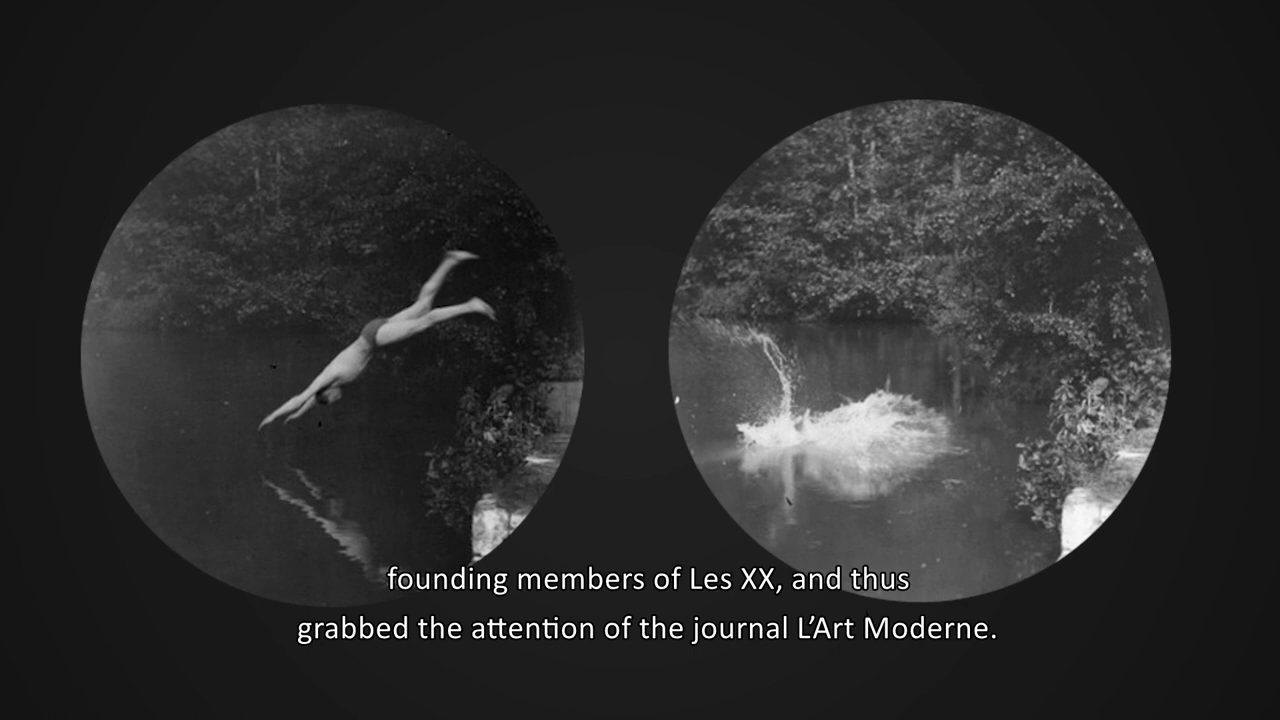 founding members of Les XX, and thus
grabbed the attention of the journal L’Art Moderne.